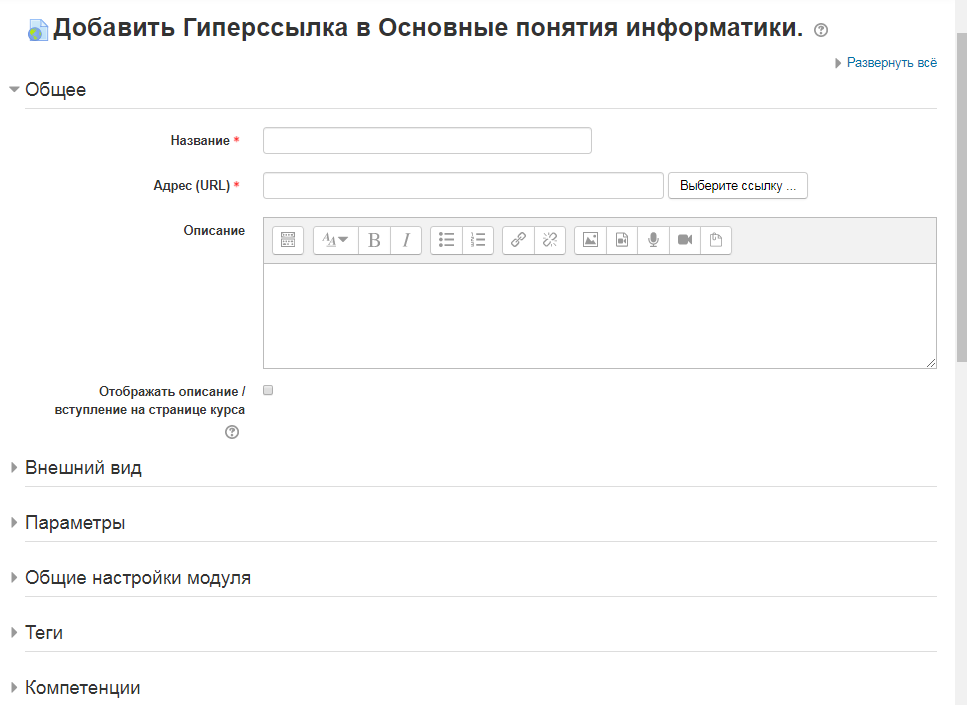 Добавить Гиперссылка в Основные понятия информатики.
Развернуть всё
Общее
Название *
Адрес (URL) *
Выберите ссылку ...
Описание
Отображать описание /
вступление на странице курса
Внешний вид
Параметры
Общие настройки модуля
Теги
Компетенции